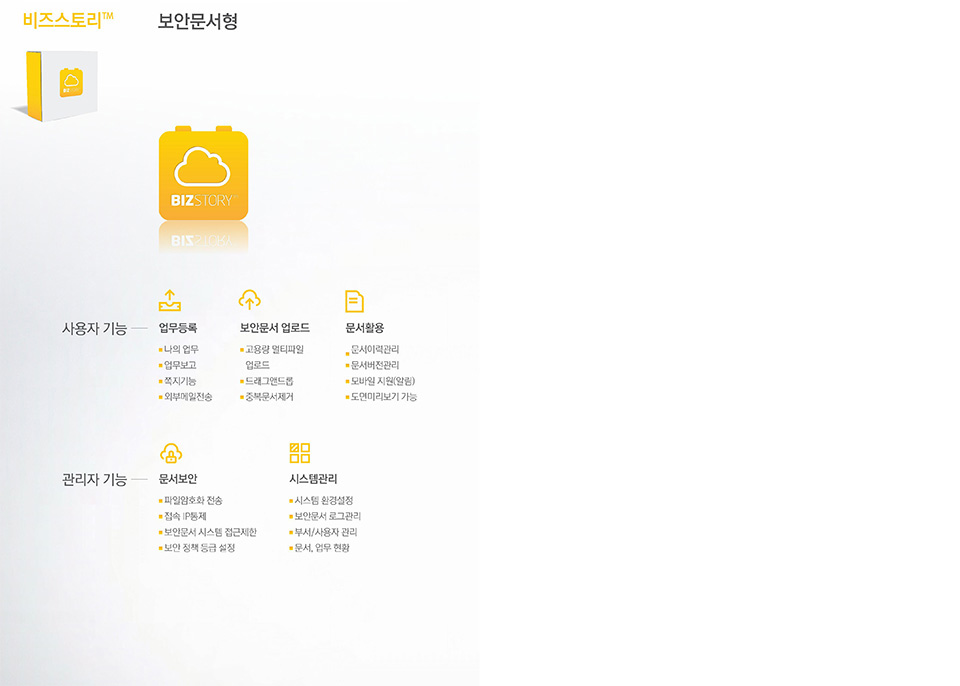 비즈스토리™
보안문서형
BIZ
BIZSTORY
사용자 기능
업무등록
나의 업무
업무보고
쪽지기능
외부메일전송
보안문서 업로드
고용량 멀티파일
업로드
드래그앤드롭
중복문서제거
문서활용
문서이력관리
문서버전관리
모바일 지원(알림)
도면미리보기 가능
관리자 기능
문서보안
파일암호화 전송
접속 IP통제
보안문서 시스템 접근제한
보안 정책 등급 설정
시스템관리
시스템 환경설정
보안문서 로그관리
부서/사용자 관리
문서, 업무 현황